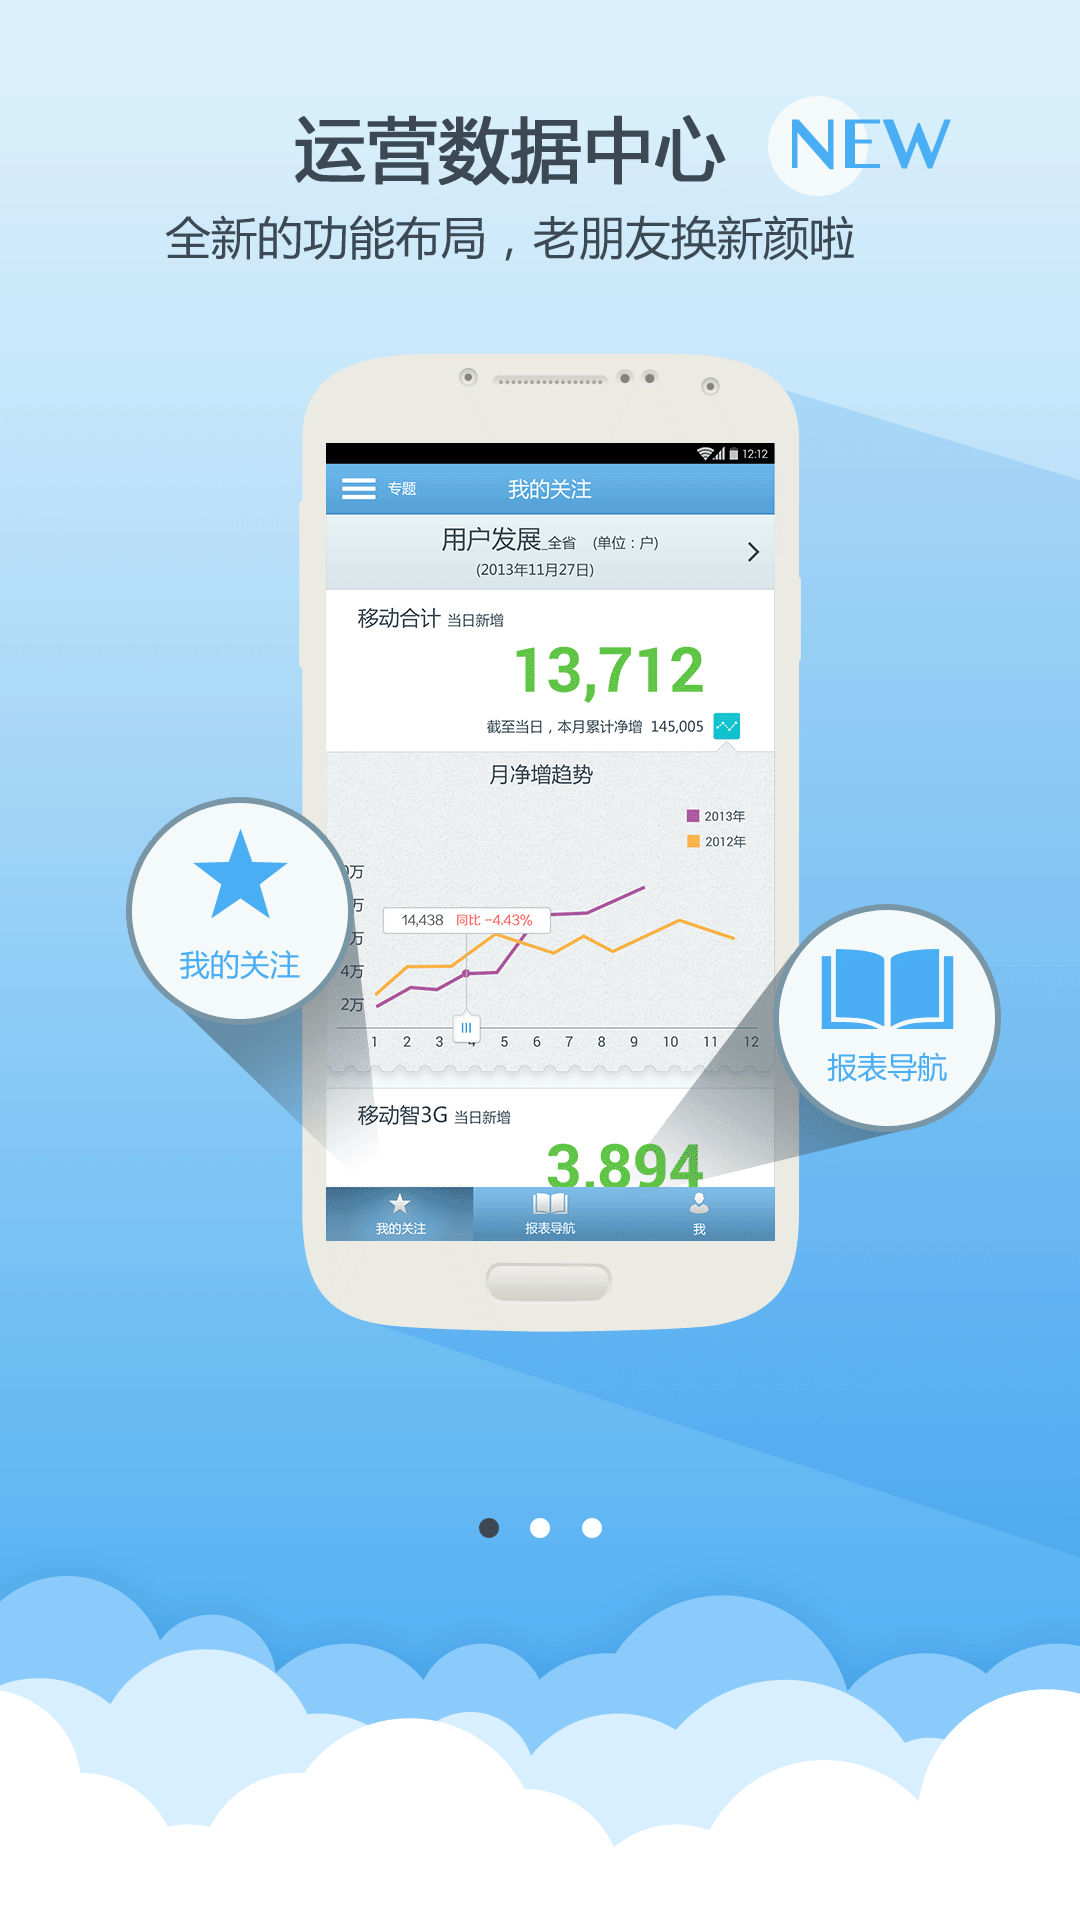 运营数据中心 NEW
全新的功能布局，老朋友换新颜啦
12:12
专题 我的关注
用户发展_全省 (单位：户)
(2013年11月27日)
移动合计 当日新增
13,712
截至当日，本月累计净增 145,005
月净增趋势
2013年
2012年
万
万
14,438 同比 -4.43%
万
4万
2万
1 2 3 4 5 6 7 8 9 10 11 12
我的关注
报表导航
移动智3G 当日新增
3,894
我的关注 报表导航 我